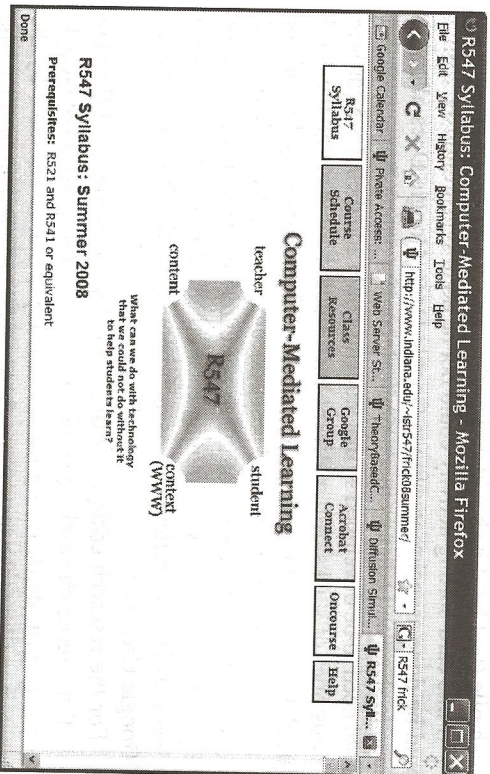 R547 Syllabus: Computer-Mediated Learning - Mozilla Firefox
File Edit View History Bookmarks Tools Help
http://www.indiana.edu/~istr547/frick08summer/ R547 frick
Google Calendar Private Access: ... Web Server St... TheoryBasedC... Diffusion Simul... R547 Syll...
R547 Syllabus
Course Schedule
Class Resources
Google Group
Acrobat Connect
Oncourse
Help
Computer-Mediated Learning
teacher student
R547
content context
(WWW)
What can we do with technology
that we could not do without it
to help students learn?
R547 Syllabus: Summer 2008
Prerequisites: R521 and R541 or equivalent
Done